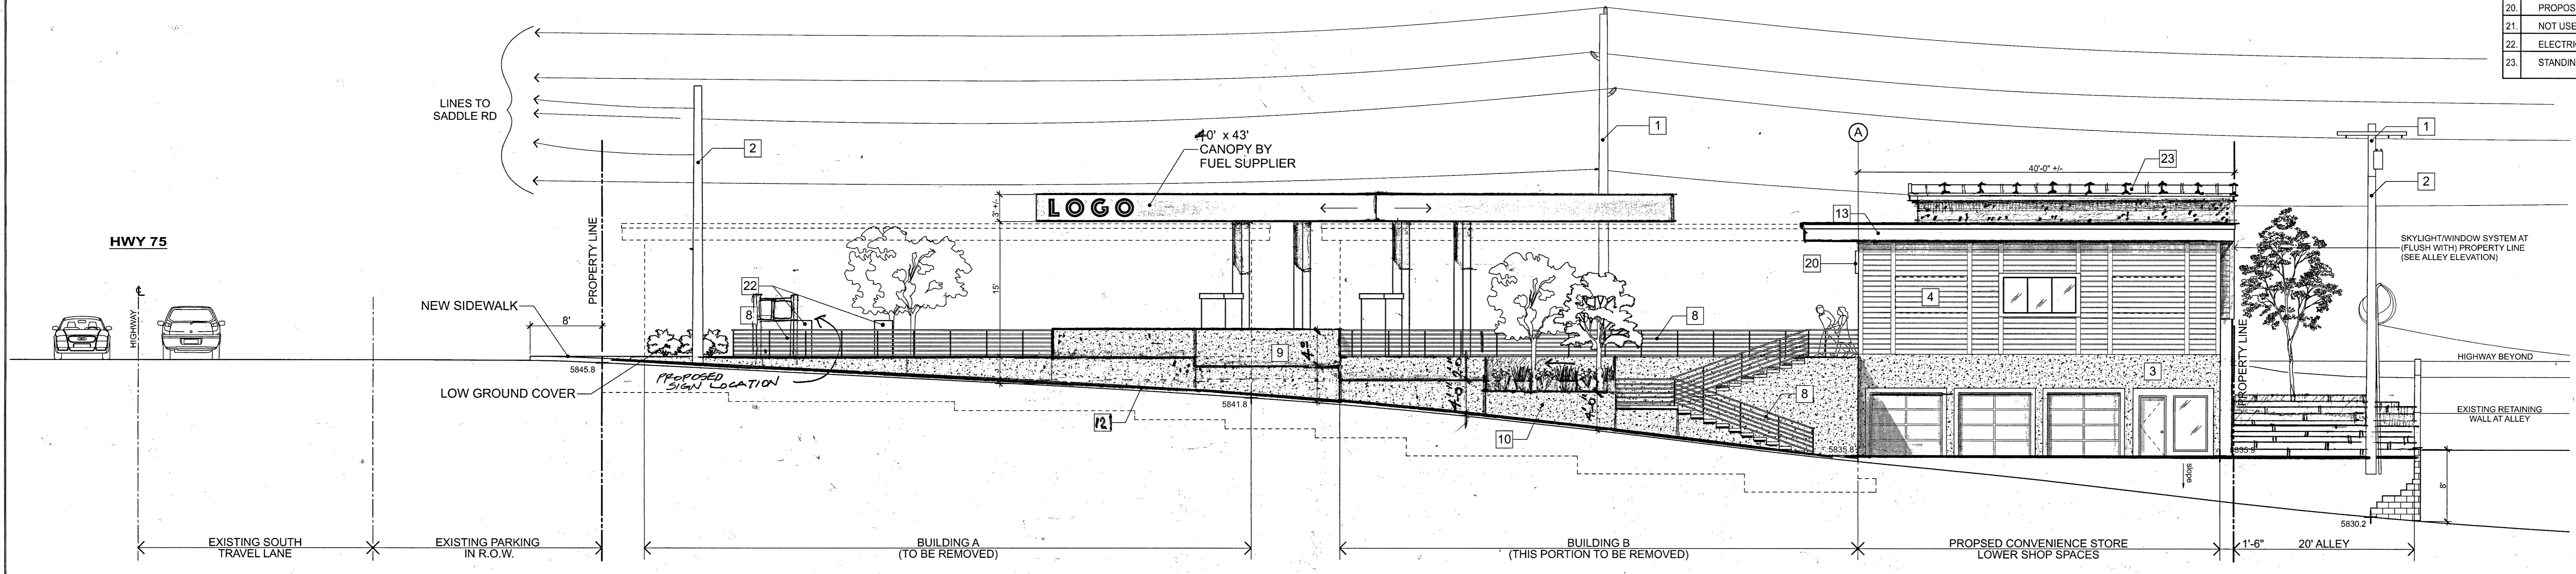 20. PROPOS
21. NOT USE
22. ELECTRI
23. STANDIN
LINES TO
SADDLE RD
2
40' x 43'
CANOPY BY
FUEL SUPPLIER
1
A
40'-0" +/-
23
1
2
HWY 75
PROPERTY LINE
3' +/-
LOGO
13
SKYLIGHT/WINDOW SYSTEM AT
(FLUSH WITH) PROPERTY LINE
(SEE ALLEY ELEVATION)
20
15'
22
8
4
NEW SIDEWALK
8'
HIGHWAY
8
9
PROPERTY LINE
HIGHWAY BEYOND
5845.8
PROPOSED
SIGN LOCATION
LOW GROUND COVER
3
5841.8
12
10
8
EXISTING RETAINING
WALL AT ALLEY
5835.8
5835.9
slope
8'
5830.2
EXISTING SOUTH
TRAVEL LANE
EXISTING PARKING
IN R.O.W.
BUILDING A
(TO BE REMOVED)
BUILDING B
(THIS PORTION TO BE REMOVED)
PROPSED CONVENIENCE STORE
LOWER SHOP SPACES
1'-6"
20' ALLEY